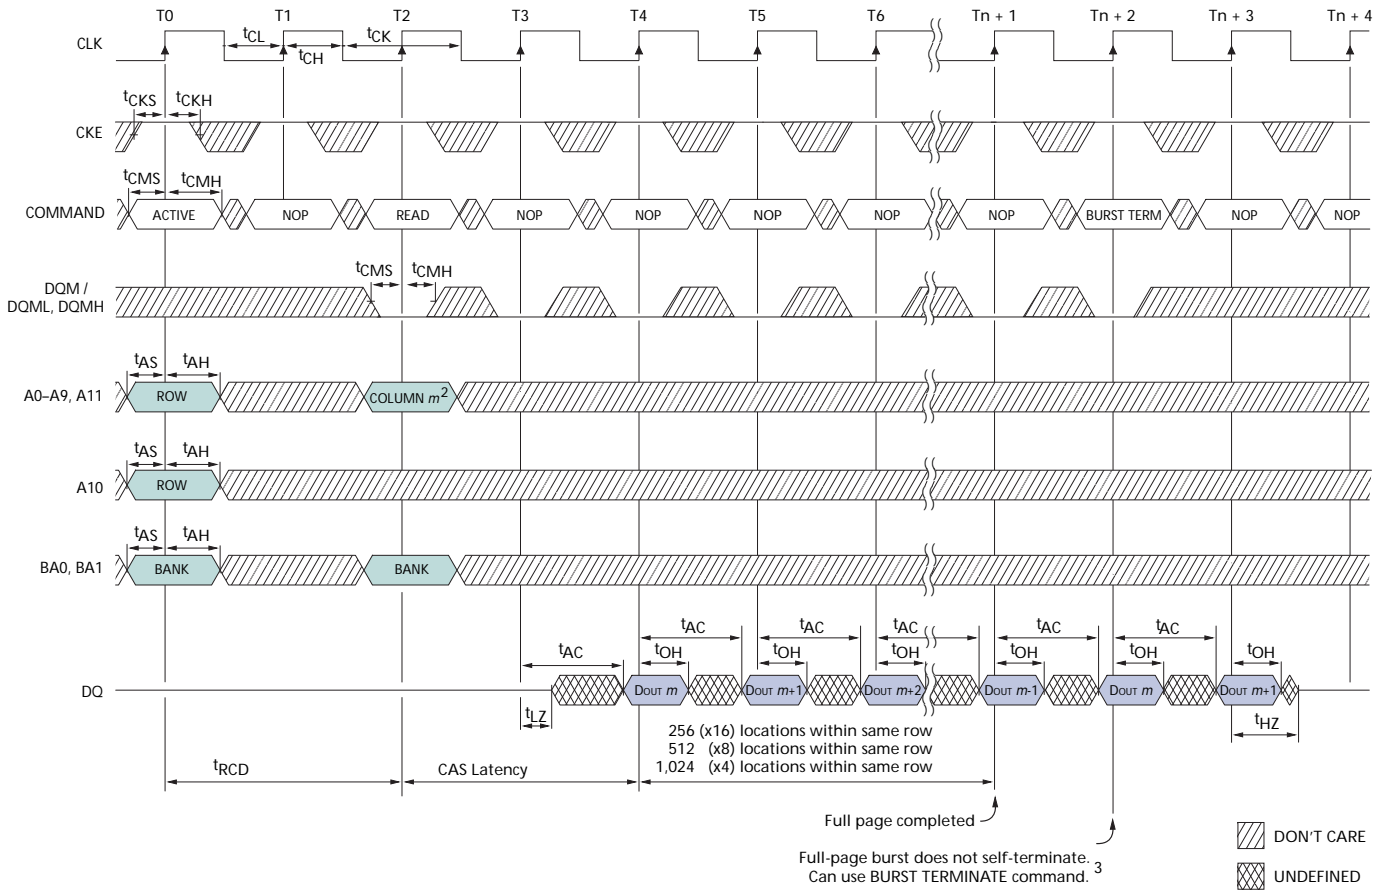 T0 T1 T2 T3 T4 T5 T6 Tn + 1 Tn + 2 Tn + 3 Tn + 4
CLK tCL tCH tCK
tCKS tCKH
CKE
tCMS tCMH
COMMAND ACTIVE NOP READ NOP NOP NOP NOP NOP BURST TERM NOP NOP
tCMS tCMH
DQM /
DQML, DQMH
tAS tAH
A0–A9, A11 ROW COLUMN m2
tAS tAH
A10 ROW
tAS tAH
BA0, BA1 BANK BANK
tAC tAC tAC tAC tAC tAC
tOH tOH tOH tOH tOH tOH
DQ DOUT m DOUT m+1 DOUT m+2 DOUT m-1 DOUT m DOUT m+1
tLZ tHZ
256 (x16) locations within same row
512 (x8) locations within same row
1,024 (x4) locations within same row
tRCD CAS Latency
Full page completed
Full-page burst does not self-terminate.
Can use BURST TERMINATE command. 3
DON'T CARE
UNDEFINED